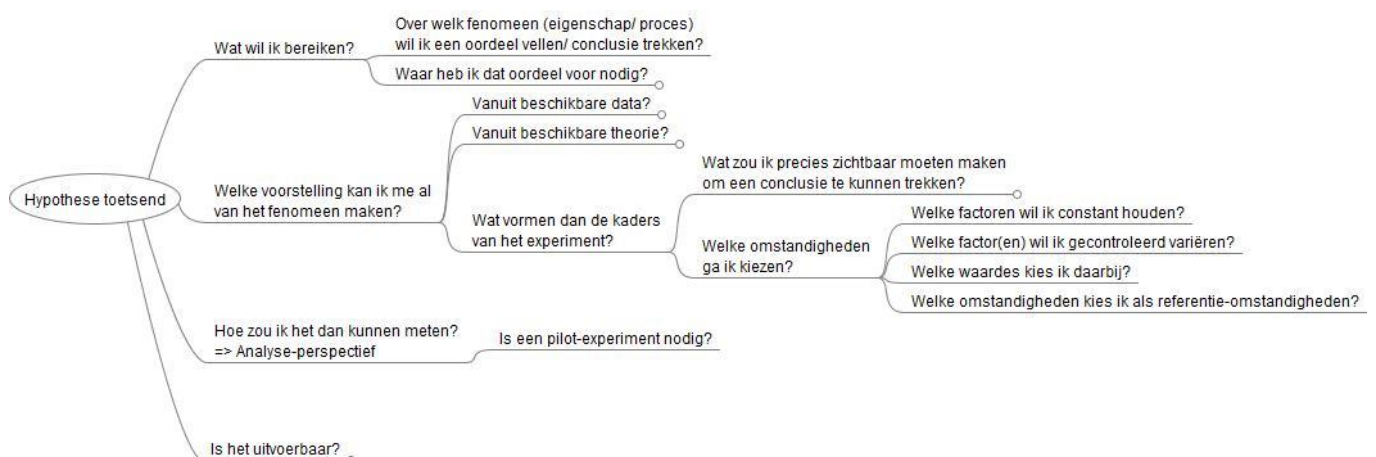 Hypothese toetsend
Wat wil ik bereiken?
Over welk fenomeen (eigenschap/ proces)
wil ik een oordeel vellen/ conclusie trekken?
Waar heb ik dat oordeel voor nodig?
Welke voorstelling kan ik me al
van het fenomeen maken?
Vanuit beschikbare data?
Vanuit beschikbare theorie?
Wat vormen dan de kaders
van het experiment?
Wat zou ik precies zichtbaar moeten maken
om een conclusie te kunnen trekken?
Welke omstandigheden
ga ik kiezen?
Welke factoren wil ik constant houden?
Welke factor(en) wil ik gecontroleerd variëren?
Welke waardes kies ik daarbij?
Welke omstandigheden kies ik als referentie-omstandigheden?
Hoe zou ik het dan kunnen meten?
=> Analyse-perspectief
Is een pilot-experiment nodig?
Is het uitvoerbaar?